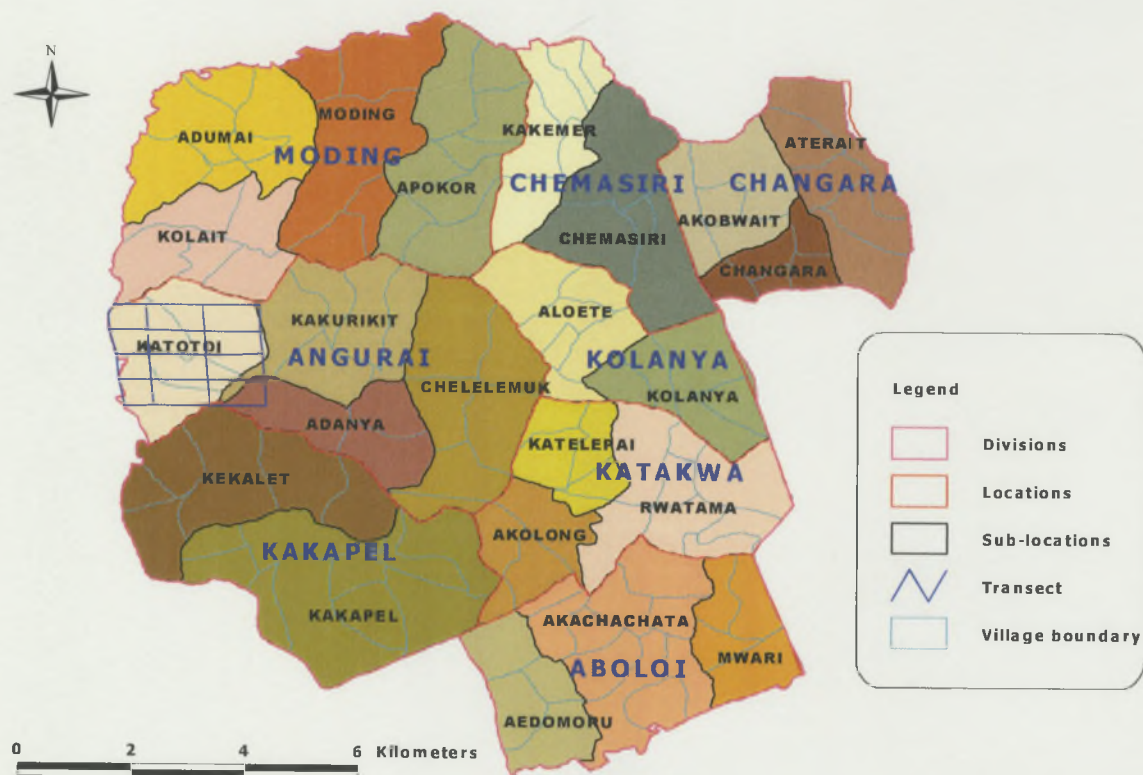 N
MODING
ADUMAI
MODING
KAKEMER
ATERAIT
APOKOR
CHEMASIRI
CHANGARA
AKOBWAIT
KOLAIT
CHEMASIRI
CHANGARA
KAKURIKIT
ALOETE
KATOTOI
ANGURAI
KOLANYA
CHELELEMUK
KOLANYA
ADANYA
KATELEPAI
KATAKWA
KEKALET
RWATAMA
AKOLONG
KAKAPEL
KAKAPEL
AKACHACHATA
MWARI
ABOLOI
AEDOMORU
Legend
Divisions
Locations
Sub-locations
Transect
Village boundary
0 2 4 6 Kilometers